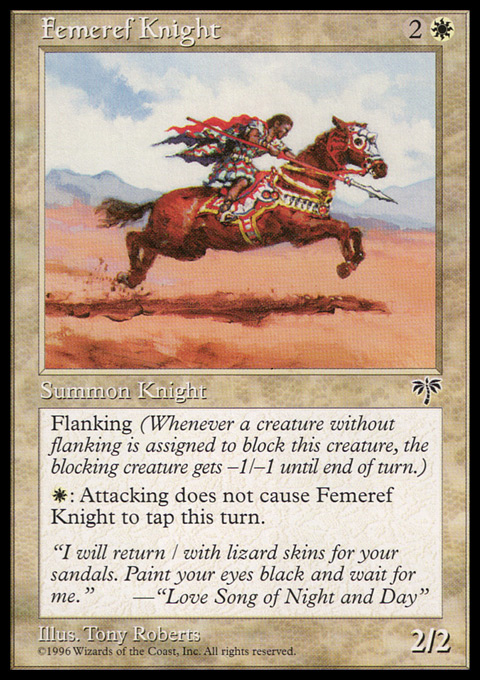 Femeref Knight 2
Summon Knight
Flanking (Whenever a creature without
flanking is assigned to block this creature, the
blocking creature gets –1/–1 until end of turn.)
: Attacking does not cause Femeref
Knight to tap this turn.
“I will return / with lizard skins for your
sandals. Paint your eyes black and wait for
me.” —“Love Song of Night and Day”
Illus. Tony Roberts
2/2
©1996 Wizards of the Coast, Inc. All rights reserved.